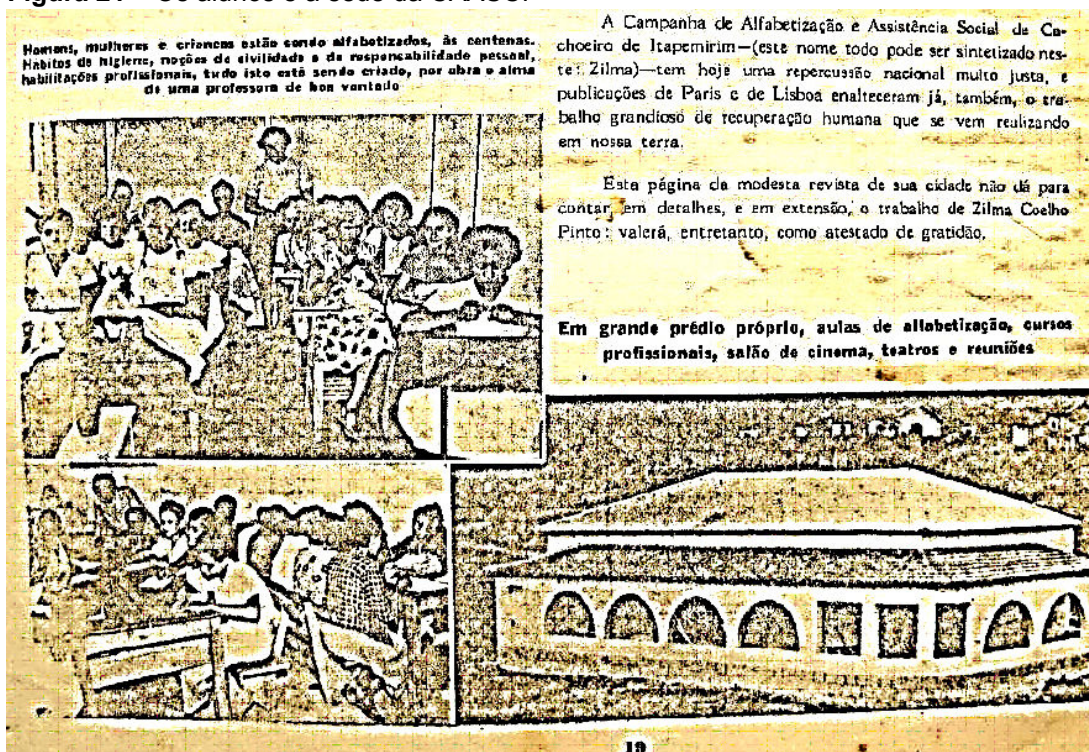 Homens, mulheres e crianças estão sendo alfabetizados, às centenas.
Hábitos de higiene, noções de civilidade e de responsabilidade pessoal,
habilitações profissionais, tudo isto está sendo criado, por obra e alma
de uma professora de boa vontade
A Campanha de Alfabetização e Assistência Social de Ca-
choeiro de Itapemirim—(este nome todo pode ser sintetizado nes-
te: Zilma)—tem hoje uma repercussão nacional muito justa, e
publicações de Paris e de Lisboa enalteceram já, também, o tra-
balho grandioso de recuperação humana que se vem realizando
em nossa terra.
Esta página da modesta revista de sua cidade não dá para
contar, em detalhes, e em extensão, o trabalho de Zilma Coelho
Pinto: valerá, entretanto, como atestado de gratidão.
Em grande prédio próprio, aulas de alfabetização, cursos
profissionais, salão de cinema, teatros e reuniões
19